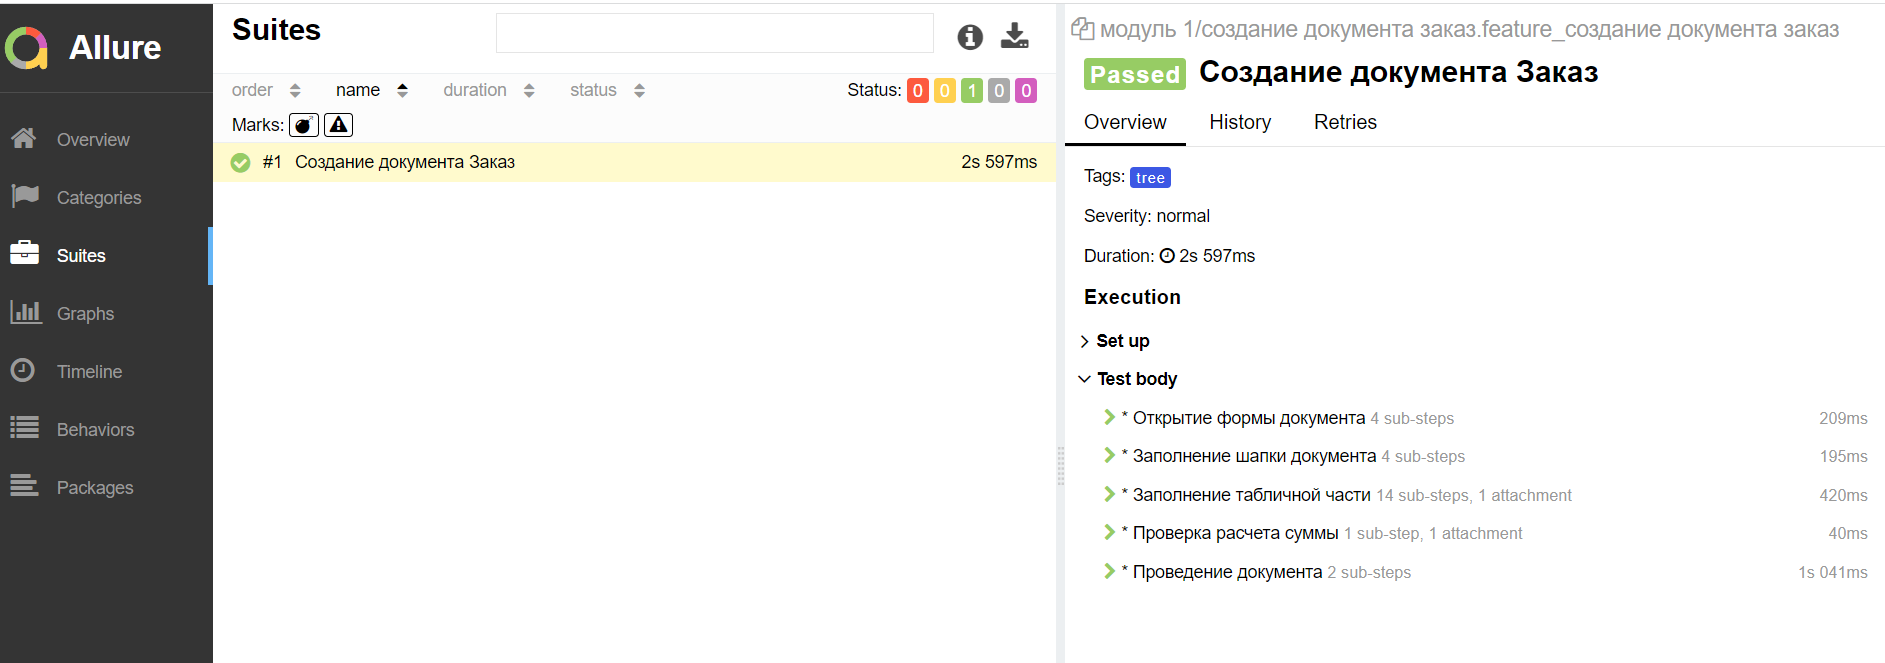 Allure
Overview
Categories
Suites
Graphs
Timeline
Behaviors
Packages
Suites
order name duration status Status: 0 0 1 0 0
Marks:
#1 Создание документа Заказ 2s 597ms
модуль 1/создание документа заказ.feature_создание документа заказ
Passed Создание документа Заказ
Overview History Retries
Tags: tree
Severity: normal
Duration: 2s 597ms
Execution
Set up
Test body
* Открытие формы документа 4 sub-steps 209ms
* Заполнение шапки документа 4 sub-steps 195ms
* Заполнение табличной части 14 sub-steps, 1 attachment 420ms
* Проверка расчета суммы 1 sub-step, 1 attachment 40ms
* Проведение документа 2 sub-steps 1s 041ms